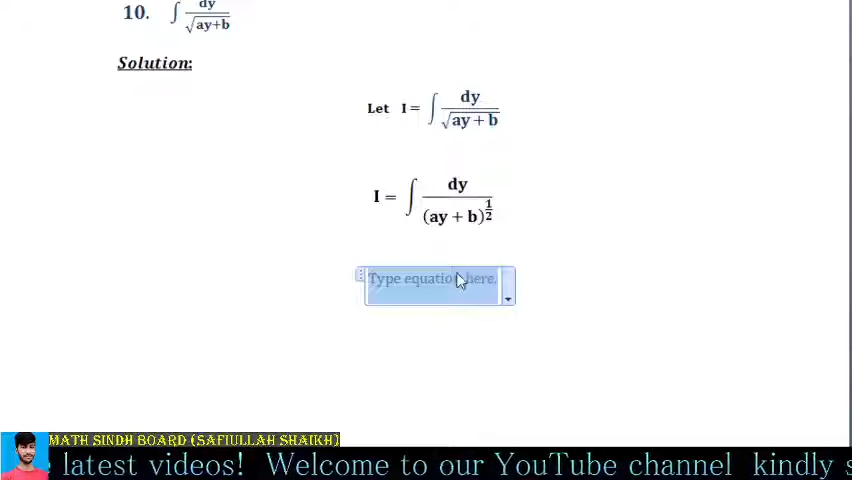 10. ∫ dy/√ay+b
Solution:
Let I = ∫ dy/√ay + b
I = ∫ dy/(ay + b)^1/2
Type equation here.
MATH SINDH BOARD (SAFIULLAH SHAIKH)
latest videos! Welcome to our YouTube channel kindly